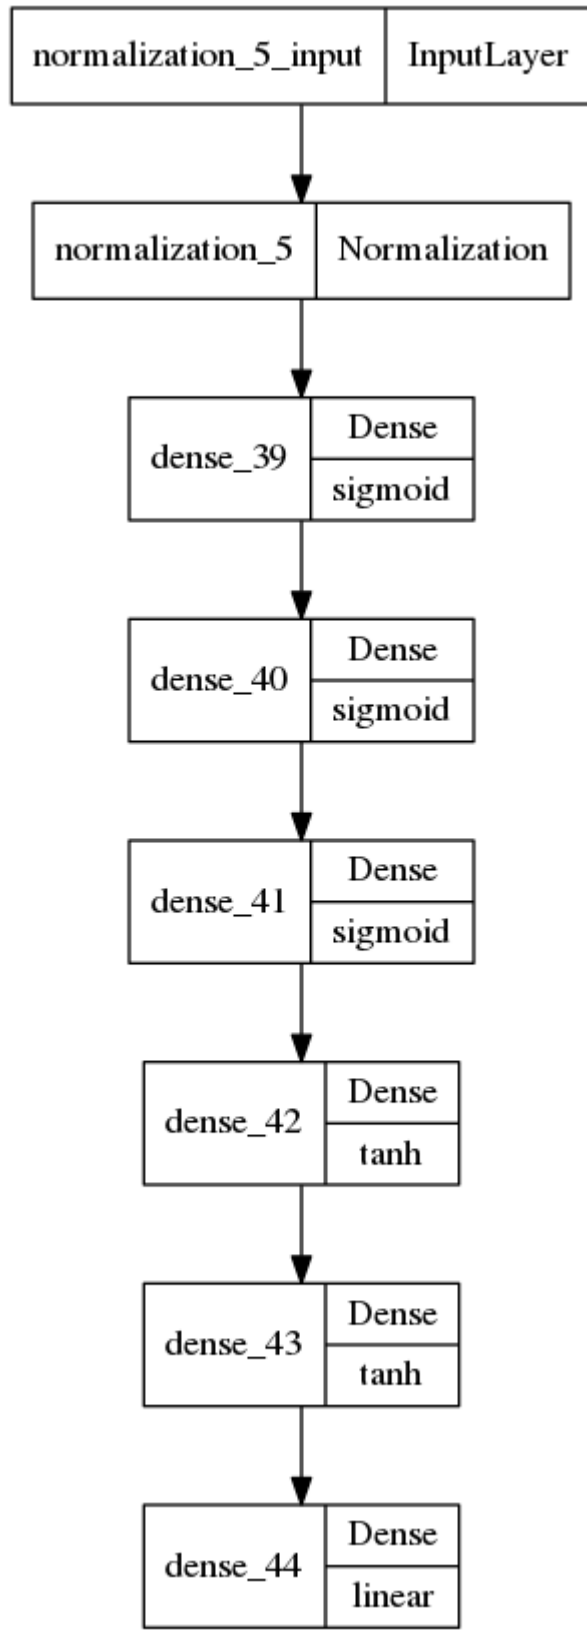 normalization_5_input InputLayer
normalization_5 Normalization
dense_39
Dense
sigmoid
dense_40
Dense
sigmoid
dense_41
Dense
sigmoid
dense_42
Dense
tanh
dense_43
Dense
tanh
dense_44
Dense
linear